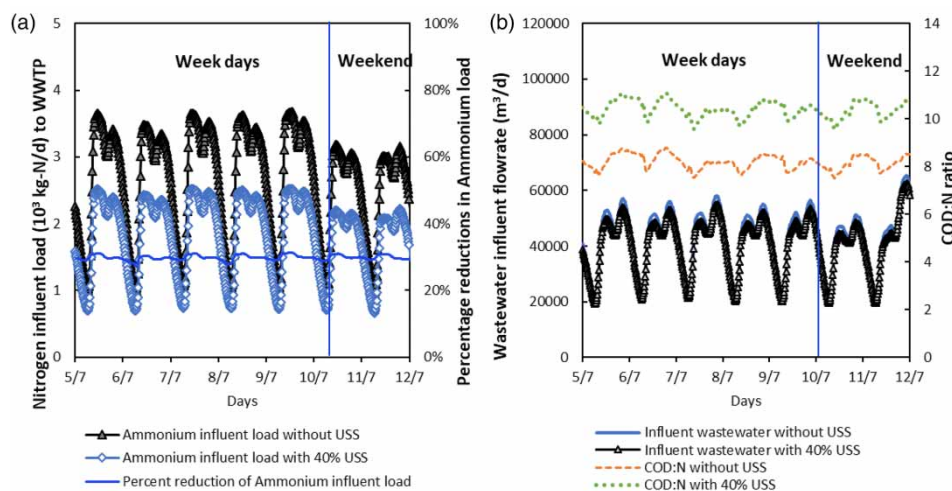 (a)
5
4
3
2
1
0
Nitrogen influent load (10³ kg-N/d) to WWTP
Week days
Weekend
100%
80%
60%
40%
20%
0%
Percentage reductions in Ammonium load
5/7 6/7 7/7 8/7 9/7 10/7 11/7 12/7
Days
Ammonium influent load without USS
Ammonium influent load with 40% USS
Percent reduction of Ammonium influent load
(b)
120000
100000
80000
60000
40000
20000
0
Wastewater influent flowrate (m³/d)
Week days
Weekend
14
12
10
8
6
4
2
0
COD:N ratio
5/7 6/7 7/7 8/7 9/7 10/7 11/7 12/7
Days
Influent wastewater without USS
Influent wastewater with 40% USS
COD:N without USS
COD:N with 40% USS